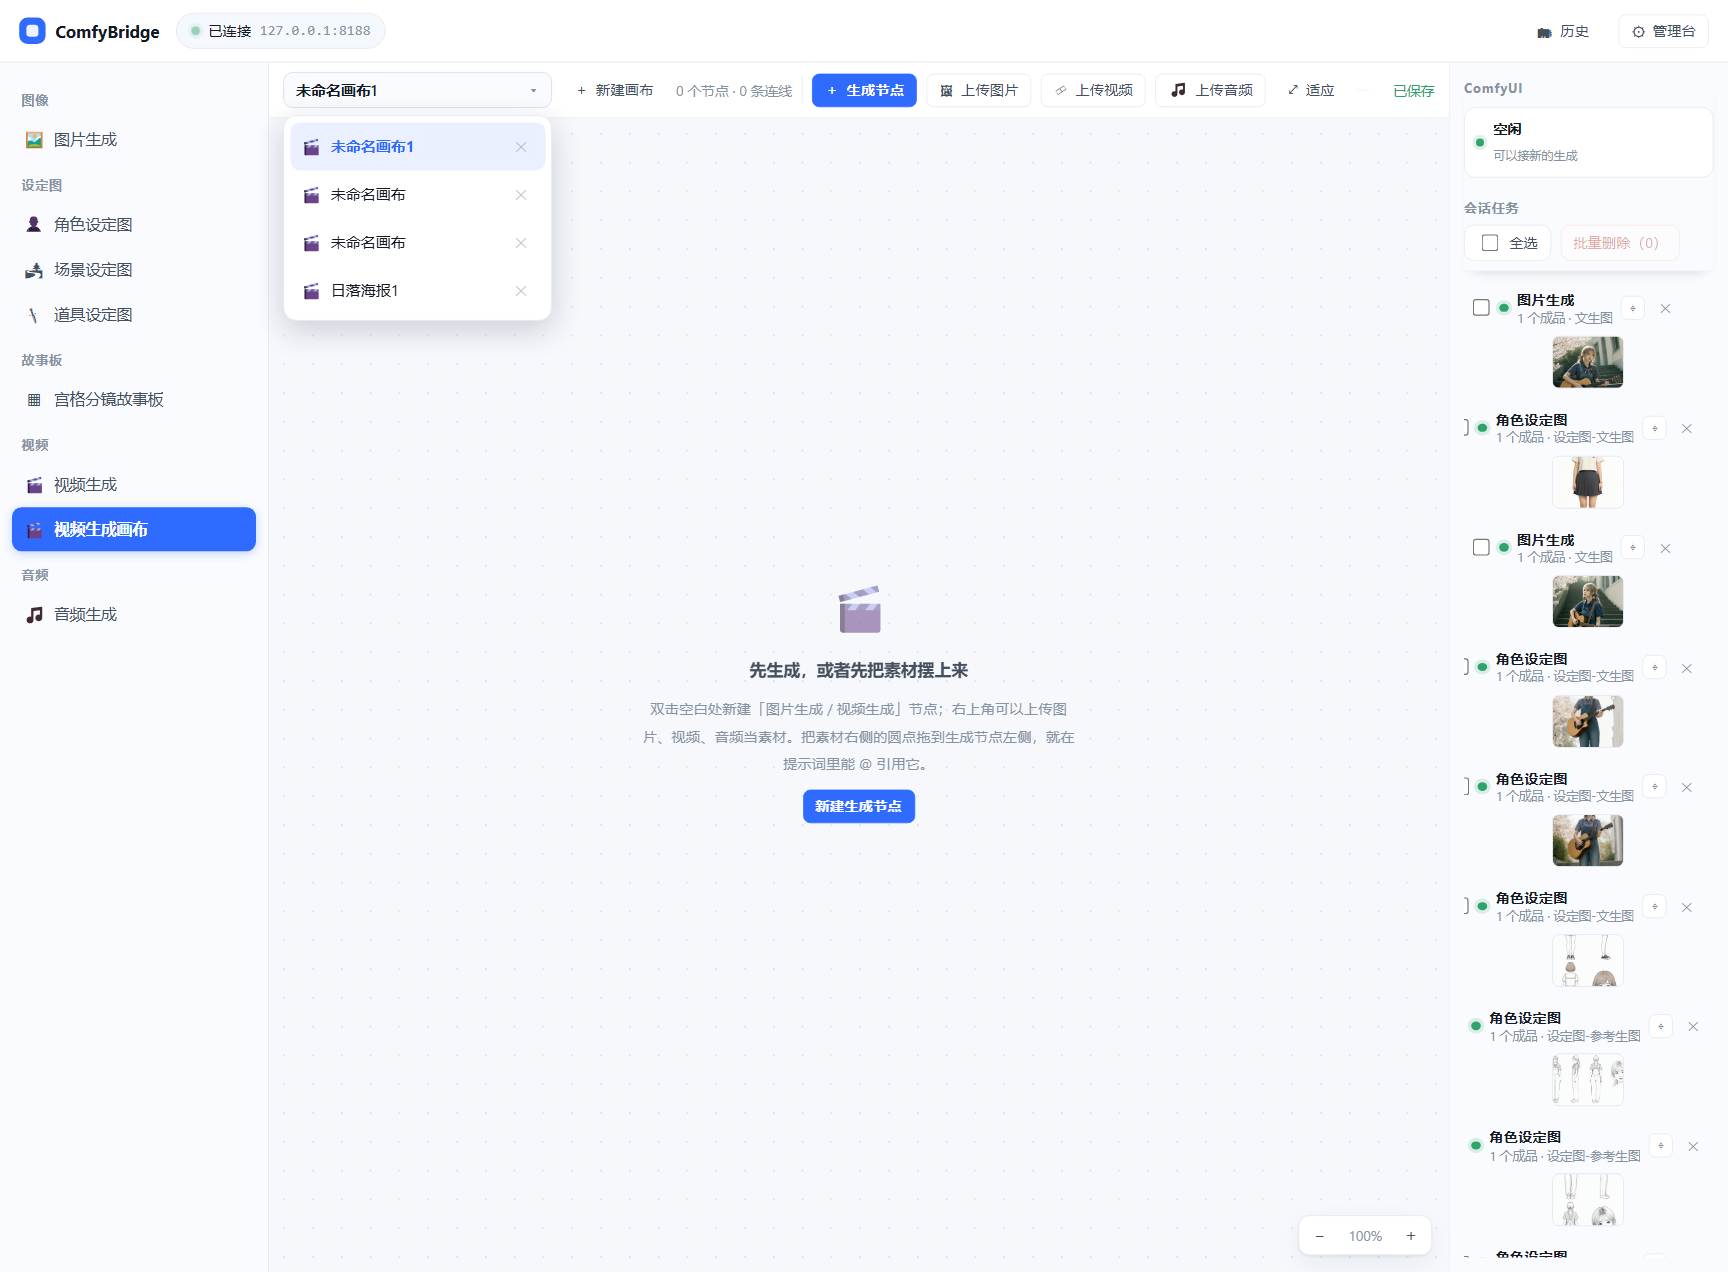 ComfyBridge
已连接 127.0.0.1:8188
历史
管理台
图像
图片生成
设定图
角色设定图
场景设定图
道具设定图
故事板
宫格分镜故事板
视频
视频生成
视频生成画布
音频
音频生成
未命名画布1
+ 新建画布
0 个节点 · 0 条连线
+ 生成节点
上传图片
上传视频
上传音频
适应
已保存
未命名画布1
未命名画布
未命名画布
日落海报1
先生成，或者先把素材摆上来
双击空白处新建「图片生成 / 视频生成」节点；右上角可以上传图
片、视频、音频当素材。把素材右侧的圆点拖到生成节点左侧，就在
提示词里能 @ 引用它。
新建生成节点
− 100% +
ComfyUI
空闲
可以接新的生成
会话任务
全选
批量删除（0）
图片生成
1 个成品 · 文生图
角色设定图
1 个成品 · 设定图-文生图
图片生成
1 个成品 · 文生图
角色设定图
1 个成品 · 设定图-文生图
角色设定图
1 个成品 · 设定图-文生图
角色设定图
1 个成品 · 设定图-文生图
角色设定图
1 个成品 · 设定图-参考生图
角色设定图
1 个成品 · 设定图-参考生图
角色设定图